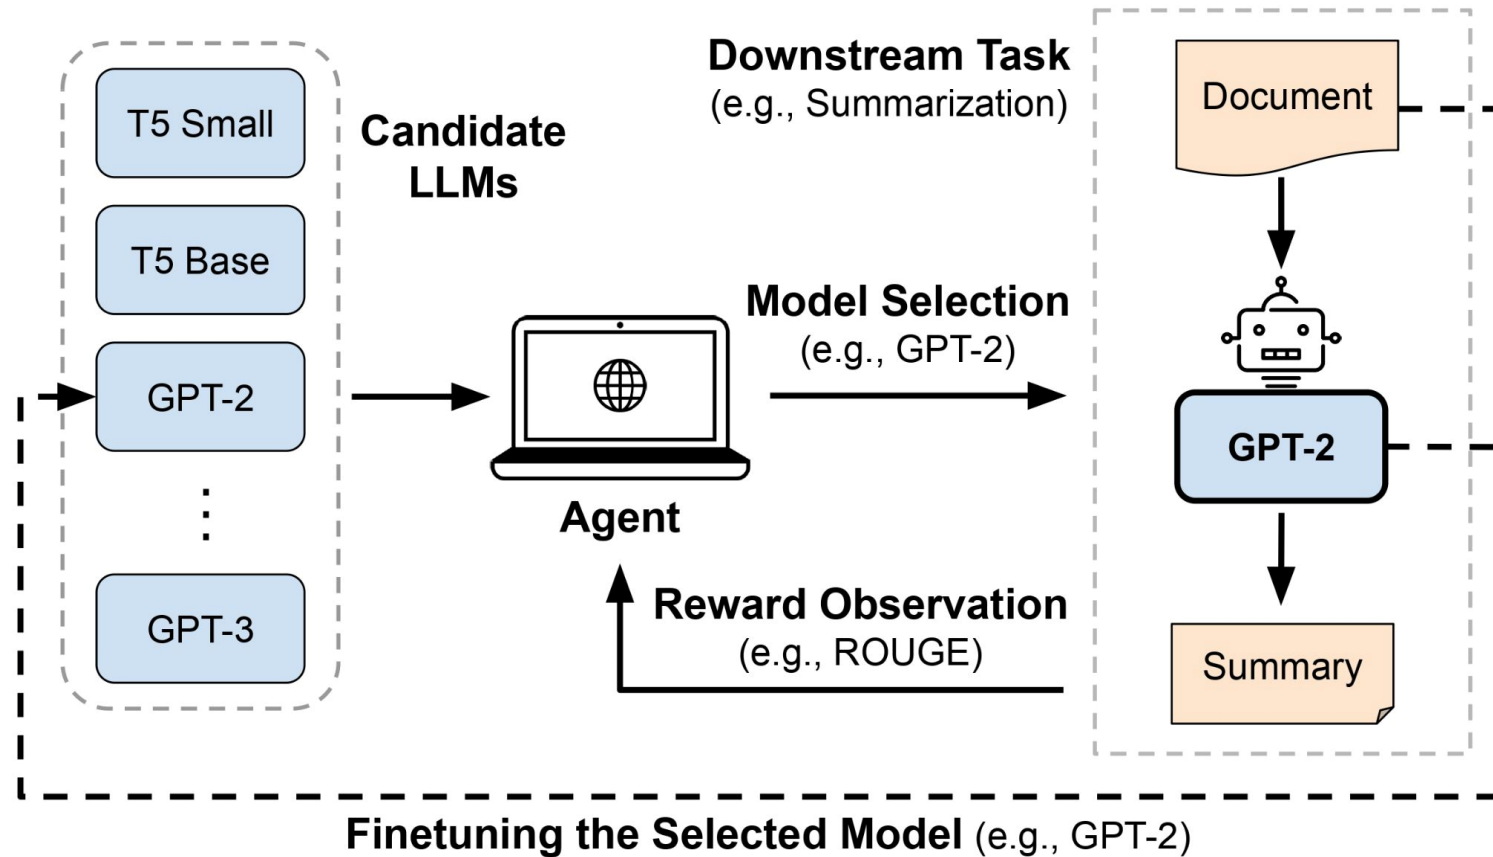 T5 Small
T5 Base
GPT-2
GPT-3
Candidate
LLMs
Agent
Downstream Task
(e.g., Summarization)
Model Selection
(e.g., GPT-2)
Reward Observation
(e.g., ROUGE)
Document
GPT-2
Summary
Finetuning the Selected Model (e.g., GPT-2)